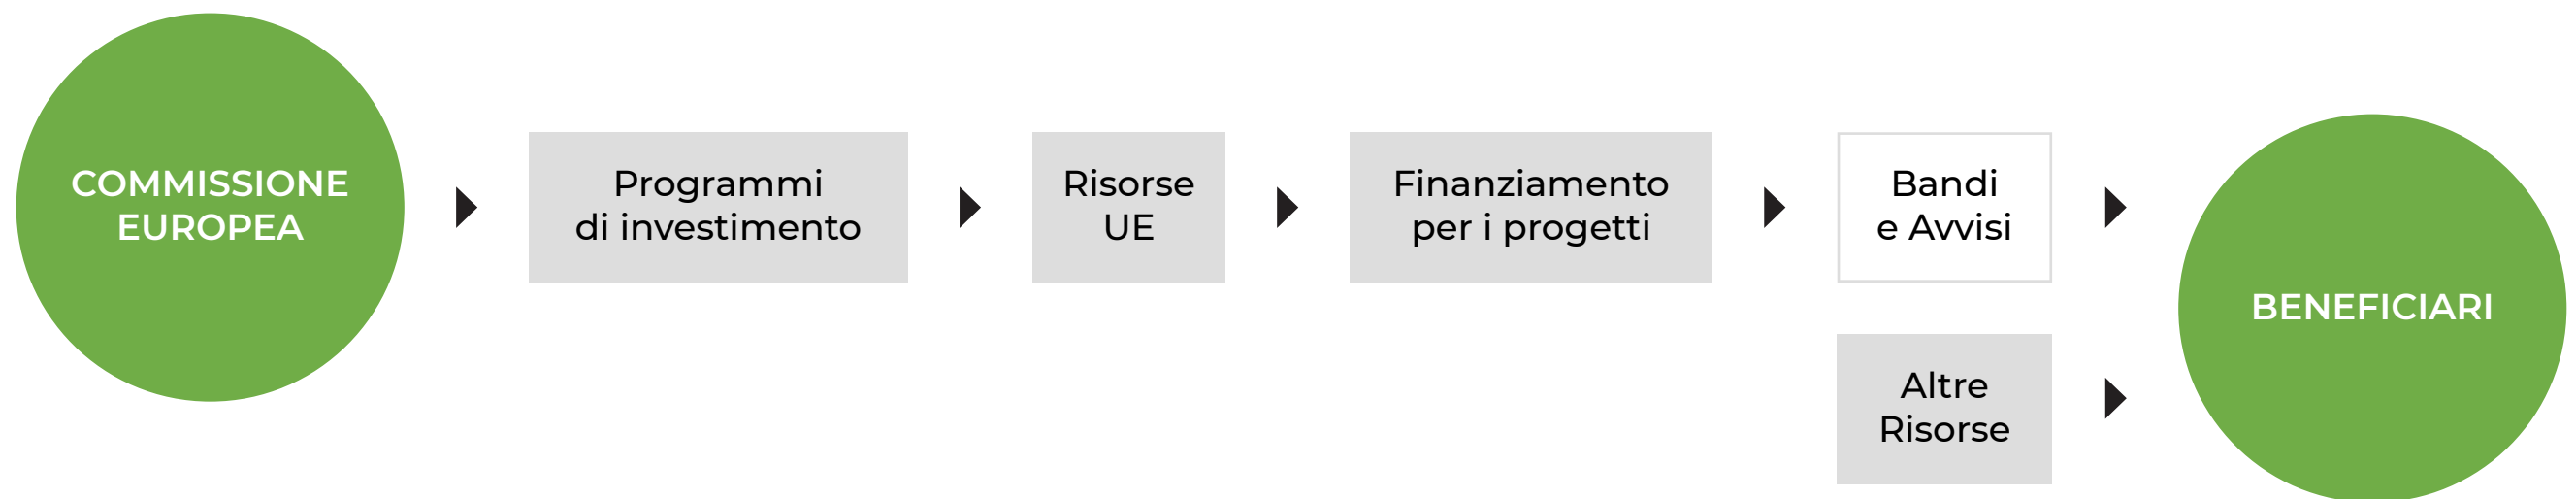 COMMISSIONE
EUROPEA
Programmi
di investimento
Risorse
UE
Finanziamento
per i progetti
Bandi
e Avvisi
Altre
Risorse
BENEFICIARI